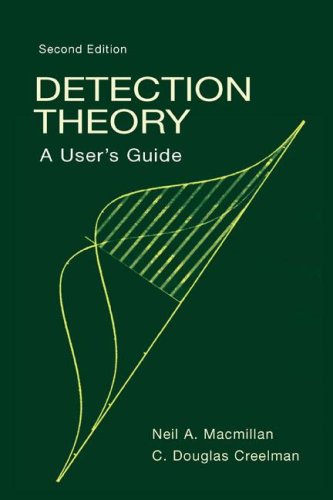 Second Edition
DETECTION
THEORY
A User's Guide
Neil A. Macmillan
C. Douglas Creelman